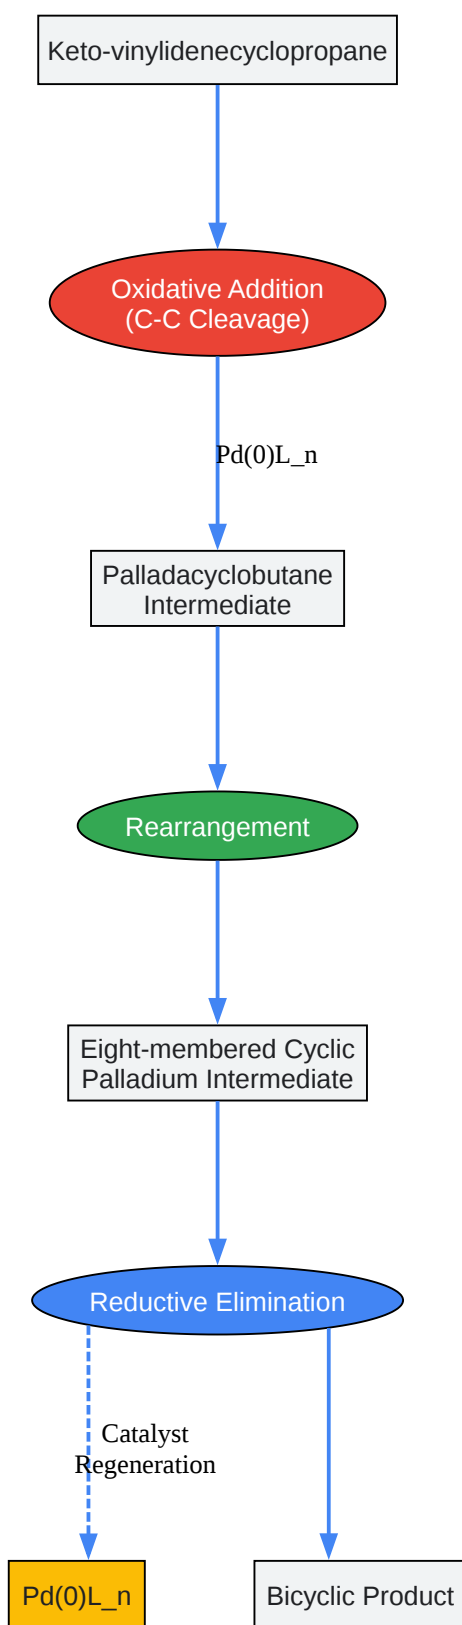 Keto-vinylidenecyclopropane
Oxidative Addition
(C-C Cleavage)
Pd(0)L_n
Palladacyclobutane
Intermediate
Rearrangement
Eight-membered Cyclic
Palladium Intermediate
Reductive Elimination
Catalyst
Regeneration
Pd(0)L_n
Bicyclic Product